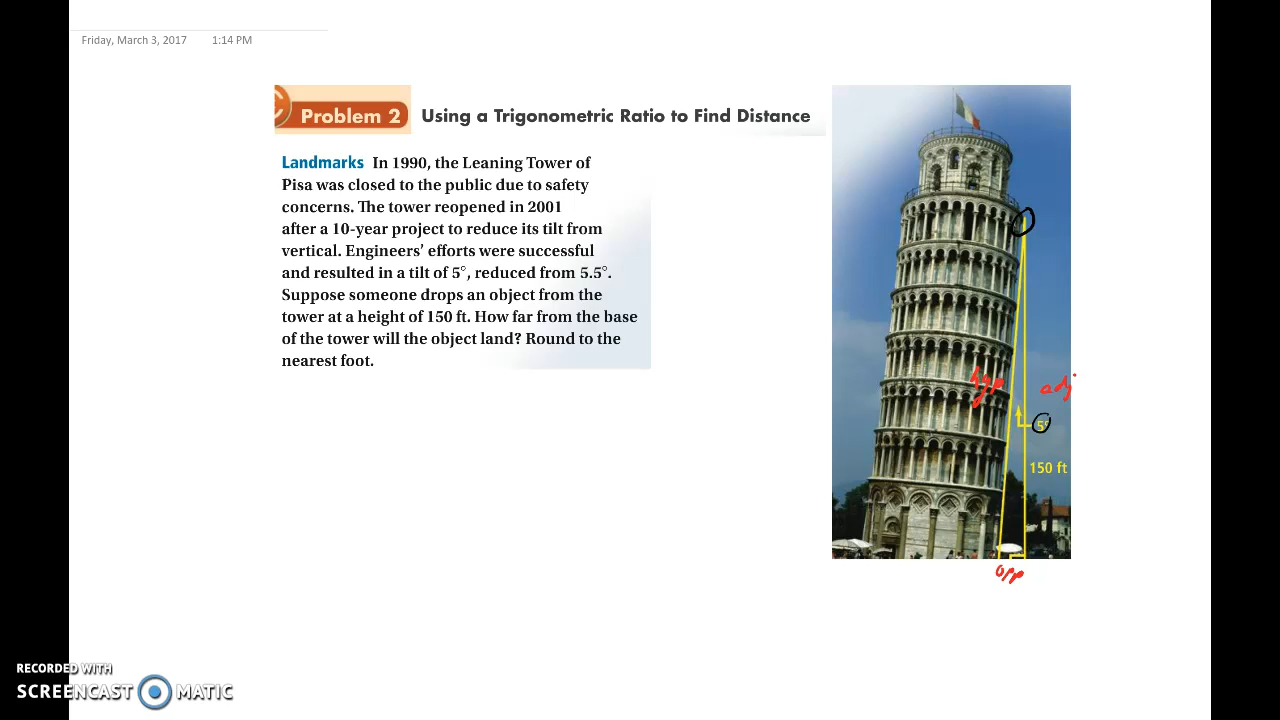 Friday, March 3, 2017 1:14 PM
Problem 2 Using a Trigonometric Ratio to Find Distance
Landmarks In 1990, the Leaning Tower of
Pisa was closed to the public due to safety
concerns. The tower reopened in 2001
after a 10-year project to reduce its tilt from
vertical. Engineers' efforts were successful
and resulted in a tilt of 5°, reduced from 5.5°.
Suppose someone drops an object from the
tower at a height of 150 ft. How far from the base
of the tower will the object land? Round to the
nearest foot.
hyp
adj
5°
150 ft
opp
RECORDED WITH
SCREENCAST MATIC